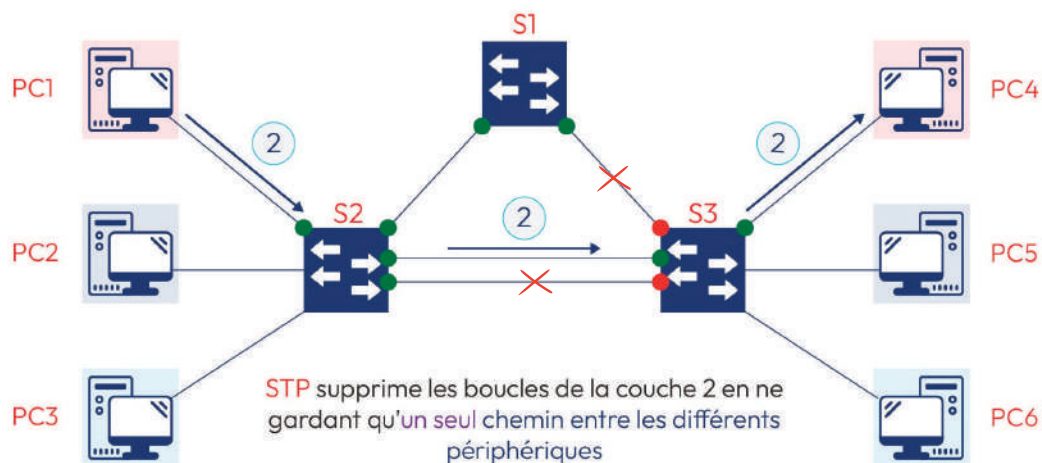 S1
PC1
PC4
2
2
S2
2
S3
PC2
PC5
PC3
PC6
STP supprime les boucles de la couche 2 en ne
gardant qu'un seul chemin entre les différents
périphériques